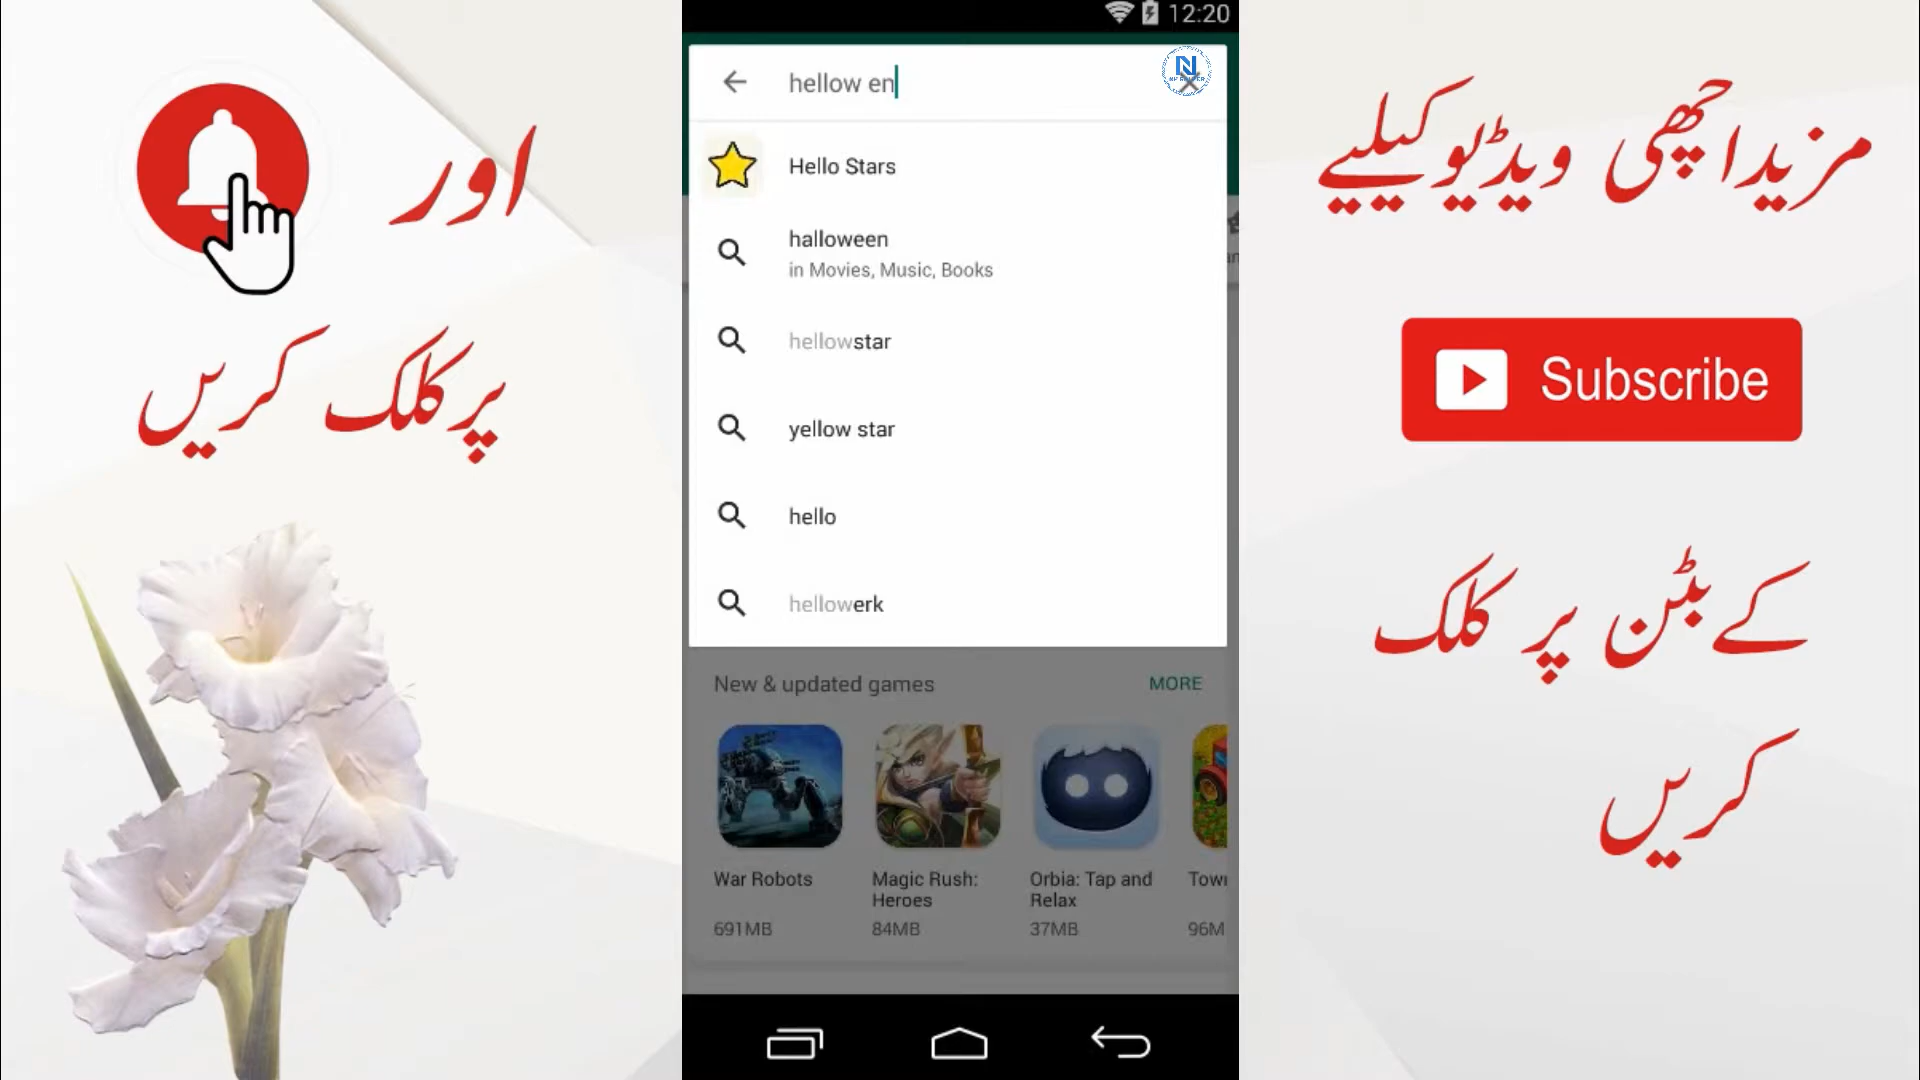 مزید اچھی ویڈیو کیلیے
Subscribe
کے بٹن پر کلک
کریں
اور
پر کلک کریں
12:20
hellow en
Hello Stars
halloween
in Movies, Music, Books
hellowstar
yellow star
hello
hellowerk
New & updated games
MORE
War Robots
691MB
Magic Rush:
Heroes
84MB
Orbia: Tap and
Relax
37MB
Town
96M